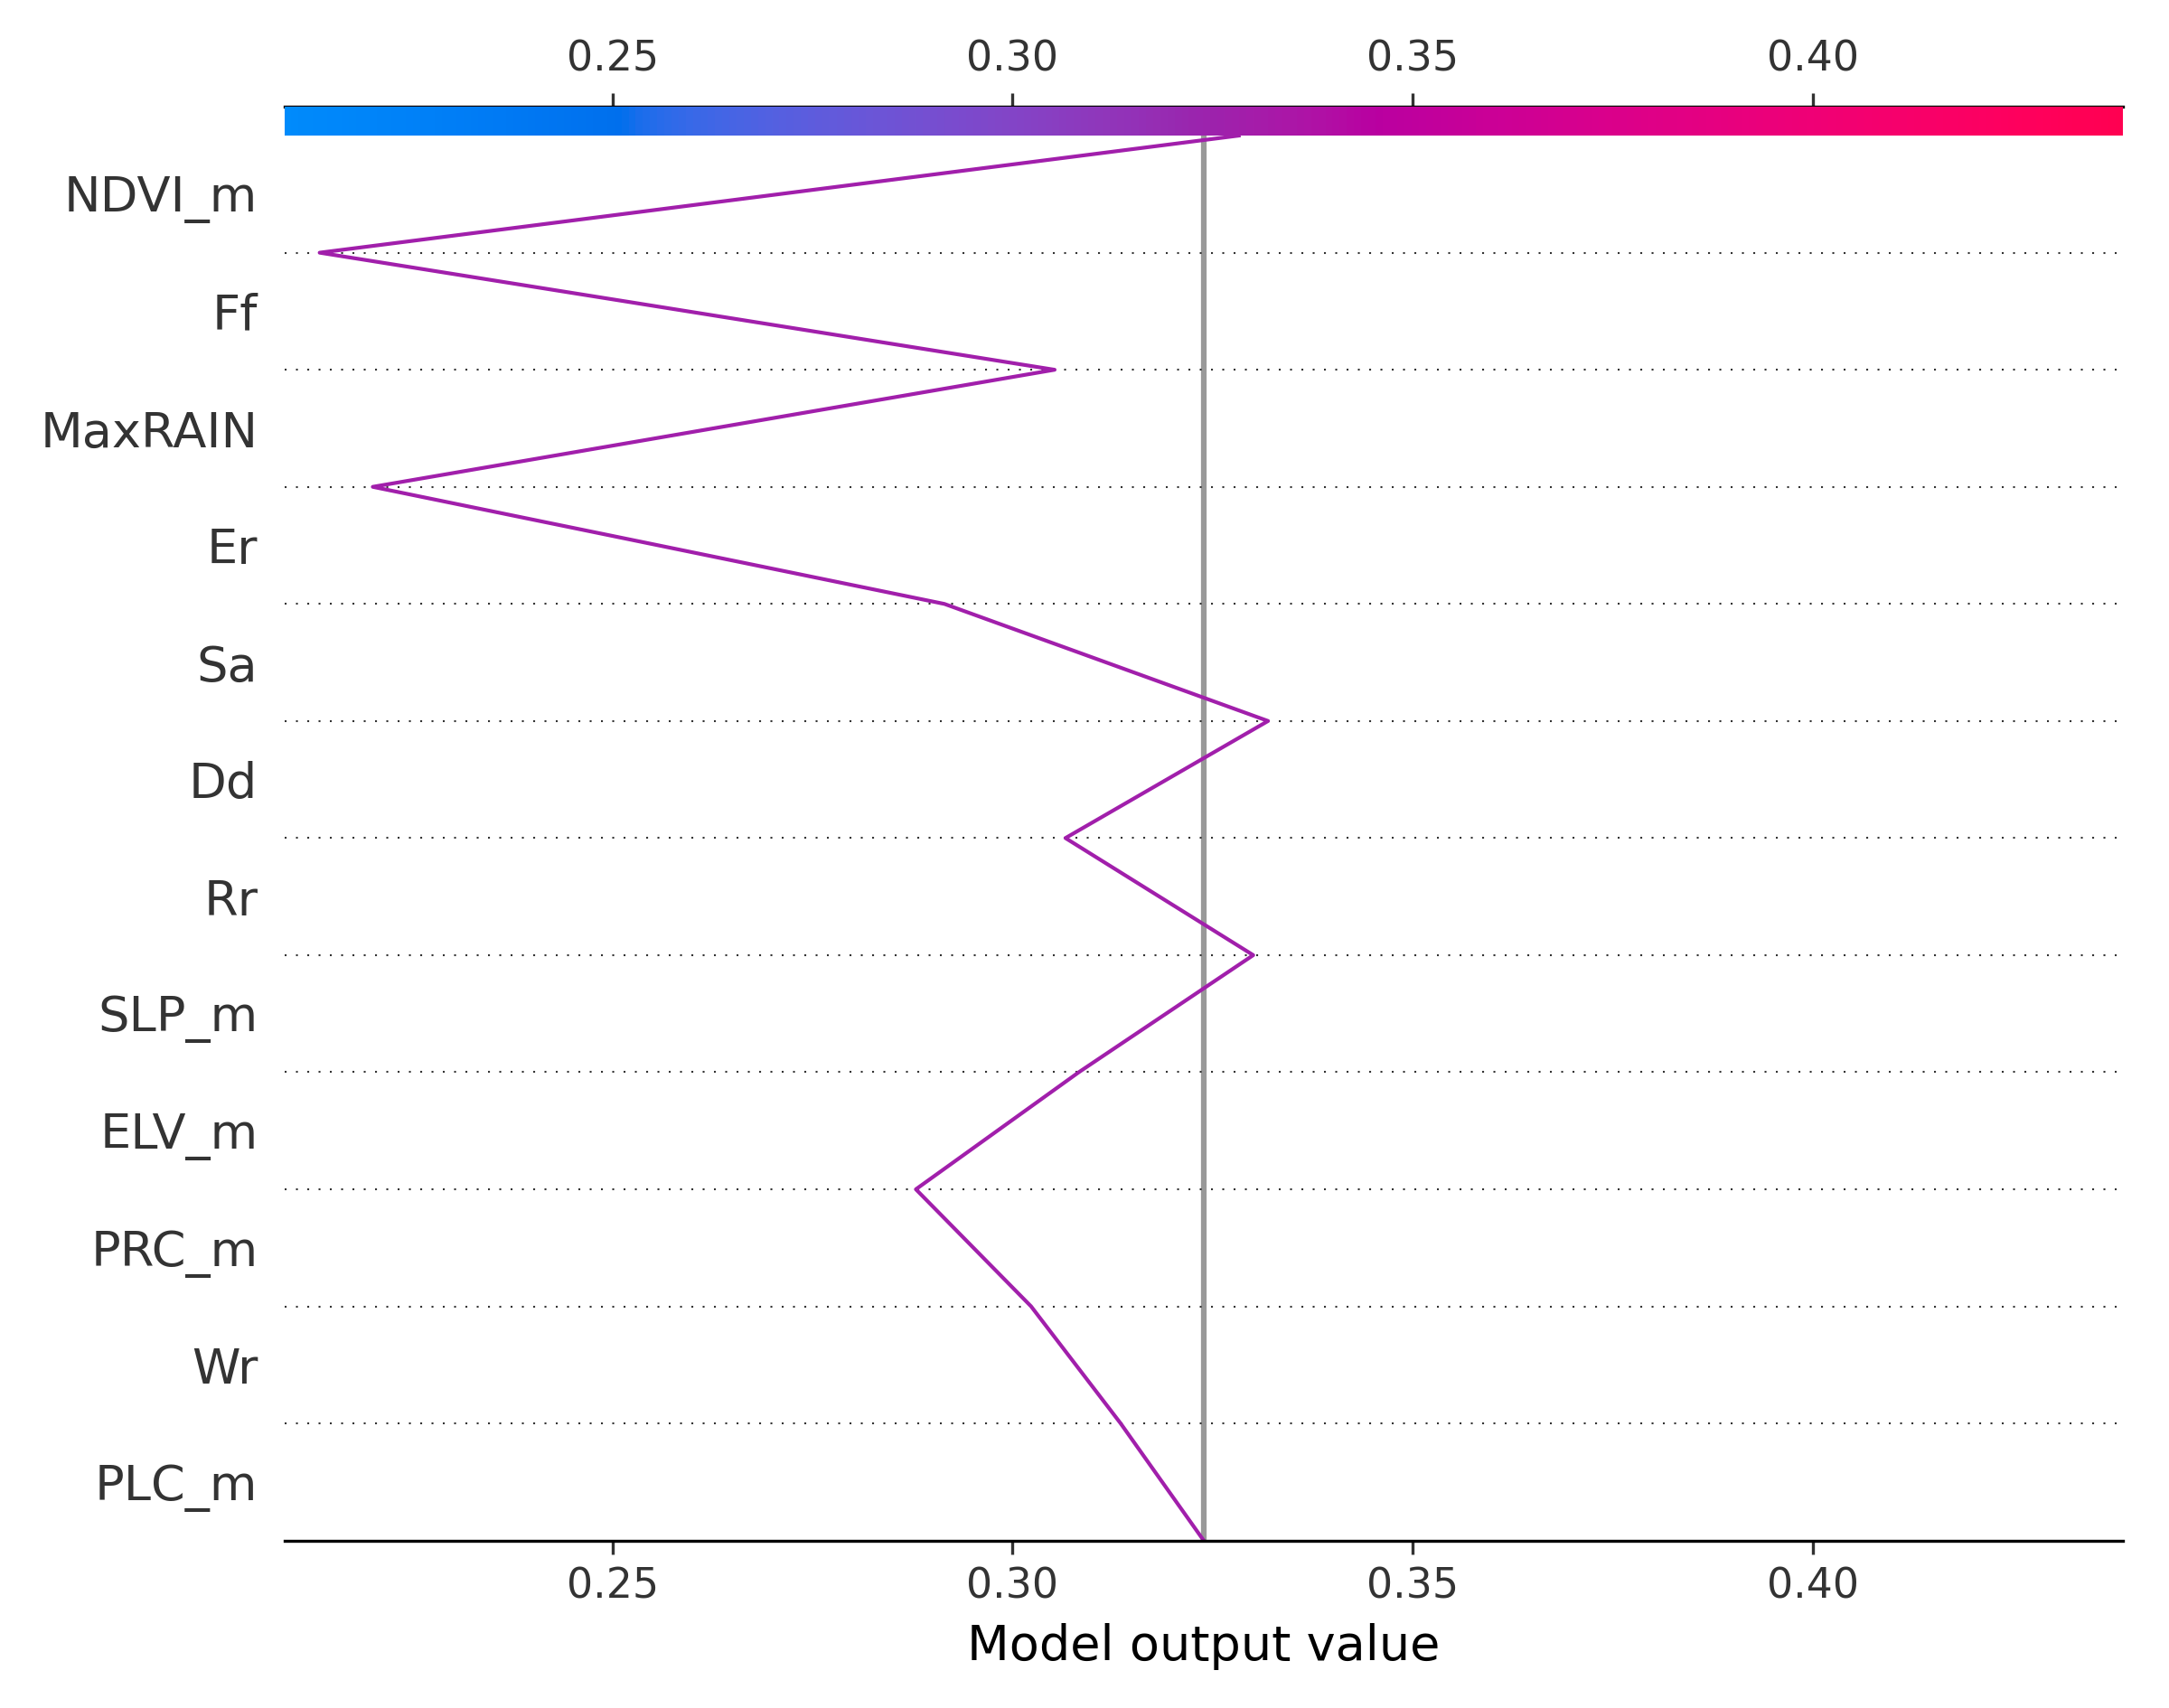 0.25 0.30 0.35 0.40
NDVI_m
Ff
MaxRAIN
Er
Sa
Dd
Rr
SLP_m
ELV_m
PRC_m
Wr
PLC_m
0.25 0.30 0.35 0.40
Model output value